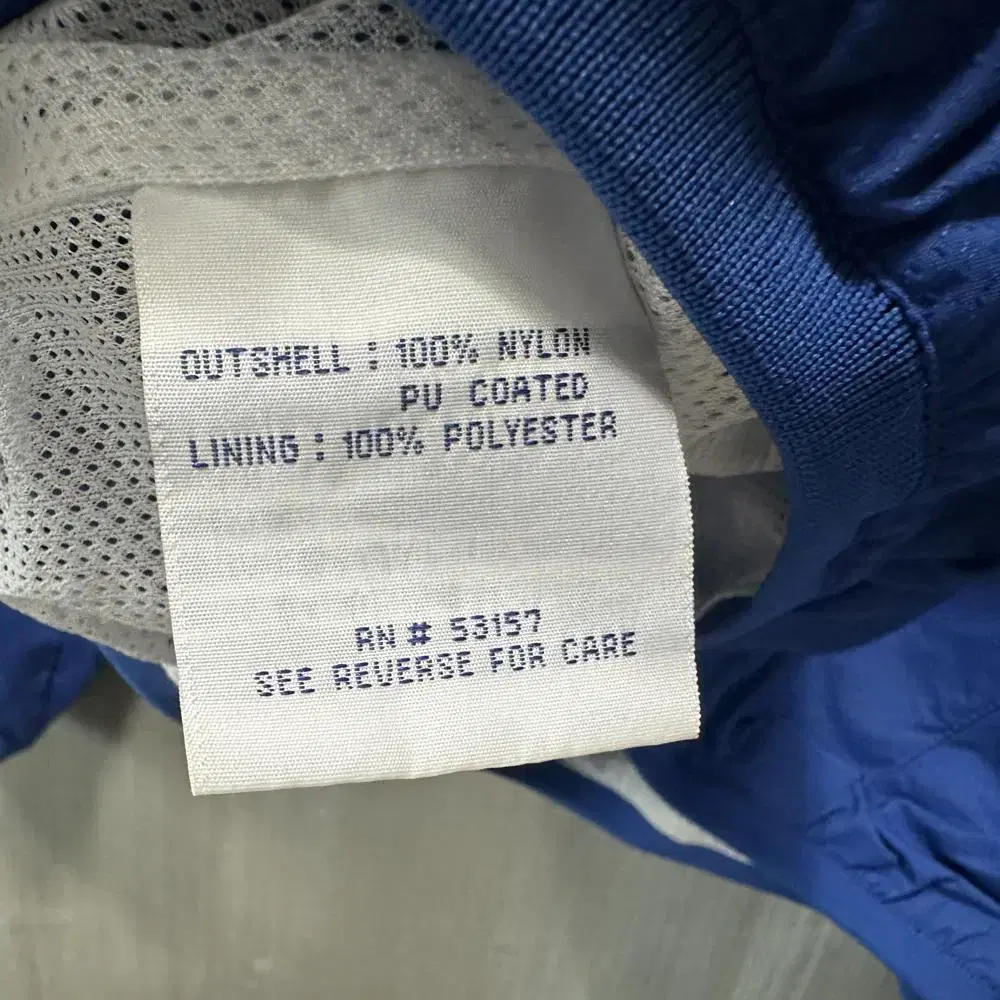 OUTSHELL : 100% NYLON
PU COATED
LINING : 100% POLYESTER
RN # 53157
SEE REVERSE FOR CARE